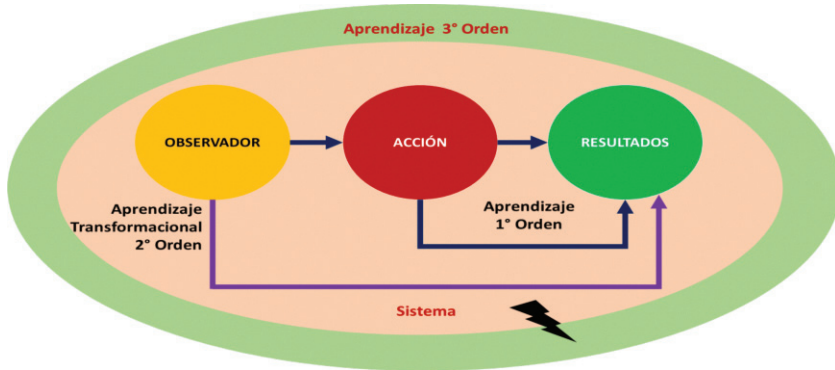 Aprendizaje 3° Orden
OBSERVADOR
ACCIÓN
RESULTADOS
Aprendizaje
Transformacional
2° Orden
Aprendizaje
1° Orden
Sistema